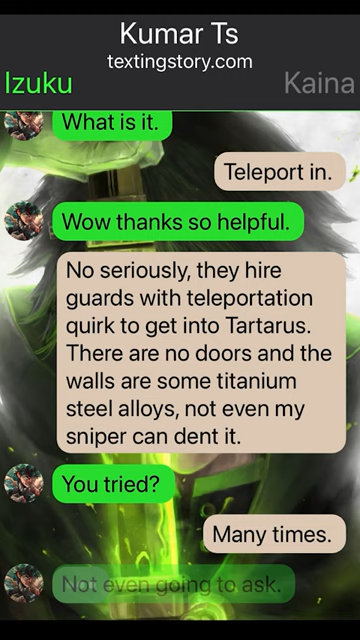 Kumar Ts
textingstory.com
Izuku
Kaina
What is it.
Teleport in.
Wow thanks so helpful.
No seriously, they hire
guards with teleportation
quirk to get into Tartarus.
There are no doors and the
walls are some titanium
steel alloys, not even my
sniper can dent it.
You tried?
Many times.
Not even going to ask.